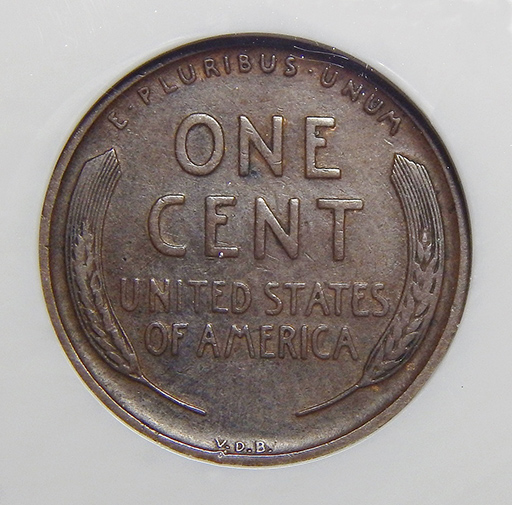 E · PLURIBUS · UNUM
ONE
CENT
UNITED STATES
OF AMERICA
V.D.B.